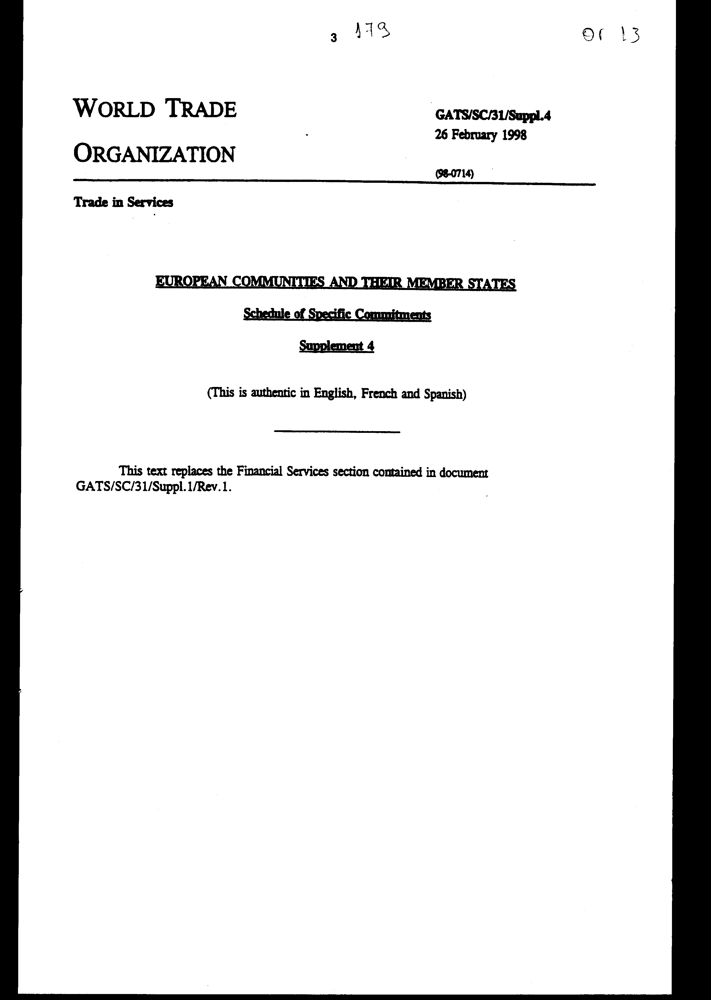 3 179
WORLD TRADE
ORGANIZATION
GATS/SC/31/Suppl.4
26 February 1998
(98-0714)
Trade in Services
EUROPEAN COMMUNITIES AND THEIR MEMBER STATES
Schedule of Specific Commitments
Supplement 4
(This is authentic in English, French and Spanish)
This text replaces the Financial Services section contained in document
GATS/SC/31/Suppl.1/Rev.1.